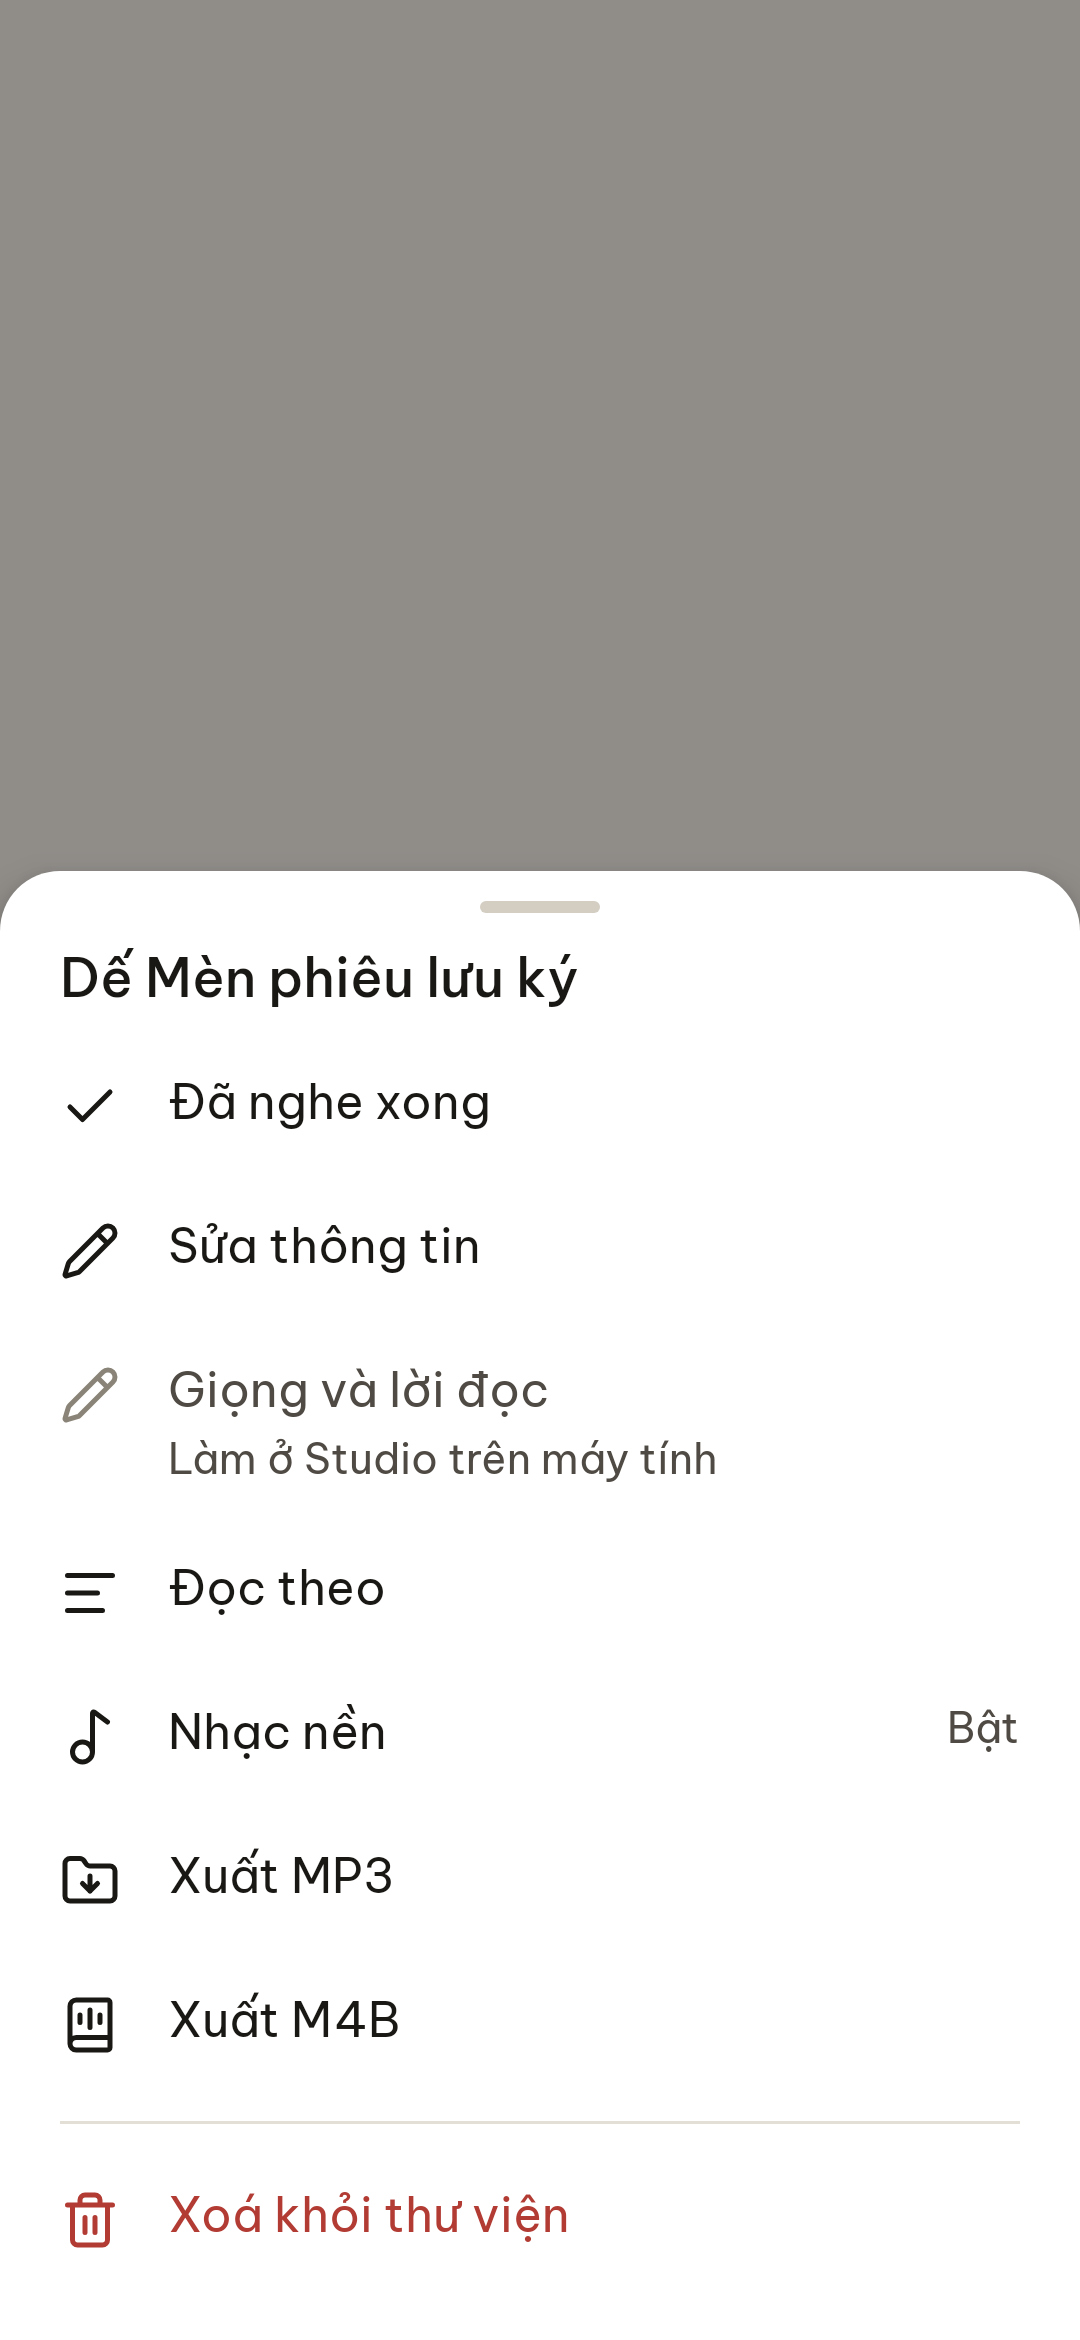 Dế Mèn phiêu lưu ký
Đã nghe xong
Sửa thông tin
Giọng và lời đọc
Làm ở Studio trên máy tính
Đọc theo
Nhạc nền
Bật
Xuất MP3
Xuất M4B
Xoá khỏi thư viện